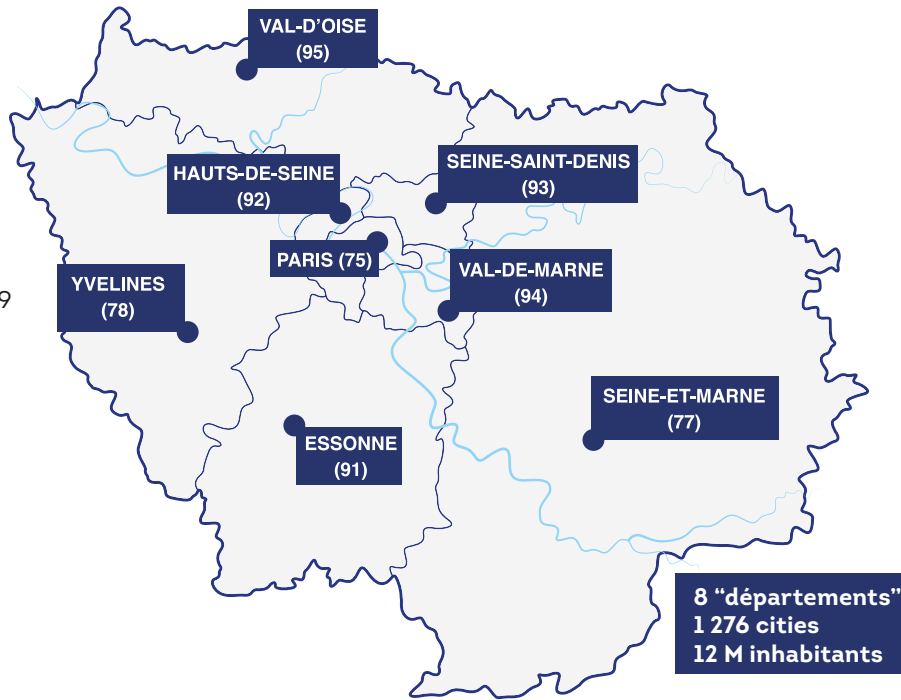 VAL-D'OISE
(95)
HAUTS-DE-SEINE
(92)
SEINE-SAINT-DENIS
(93)
PARIS (75)
VAL-DE-MARNE
(94)
YVELINES
(78)
9
SEINE-ET-MARNE
(77)
ESSONNE
(91)
8 “départements”
1 276 cities
12 M inhabitants